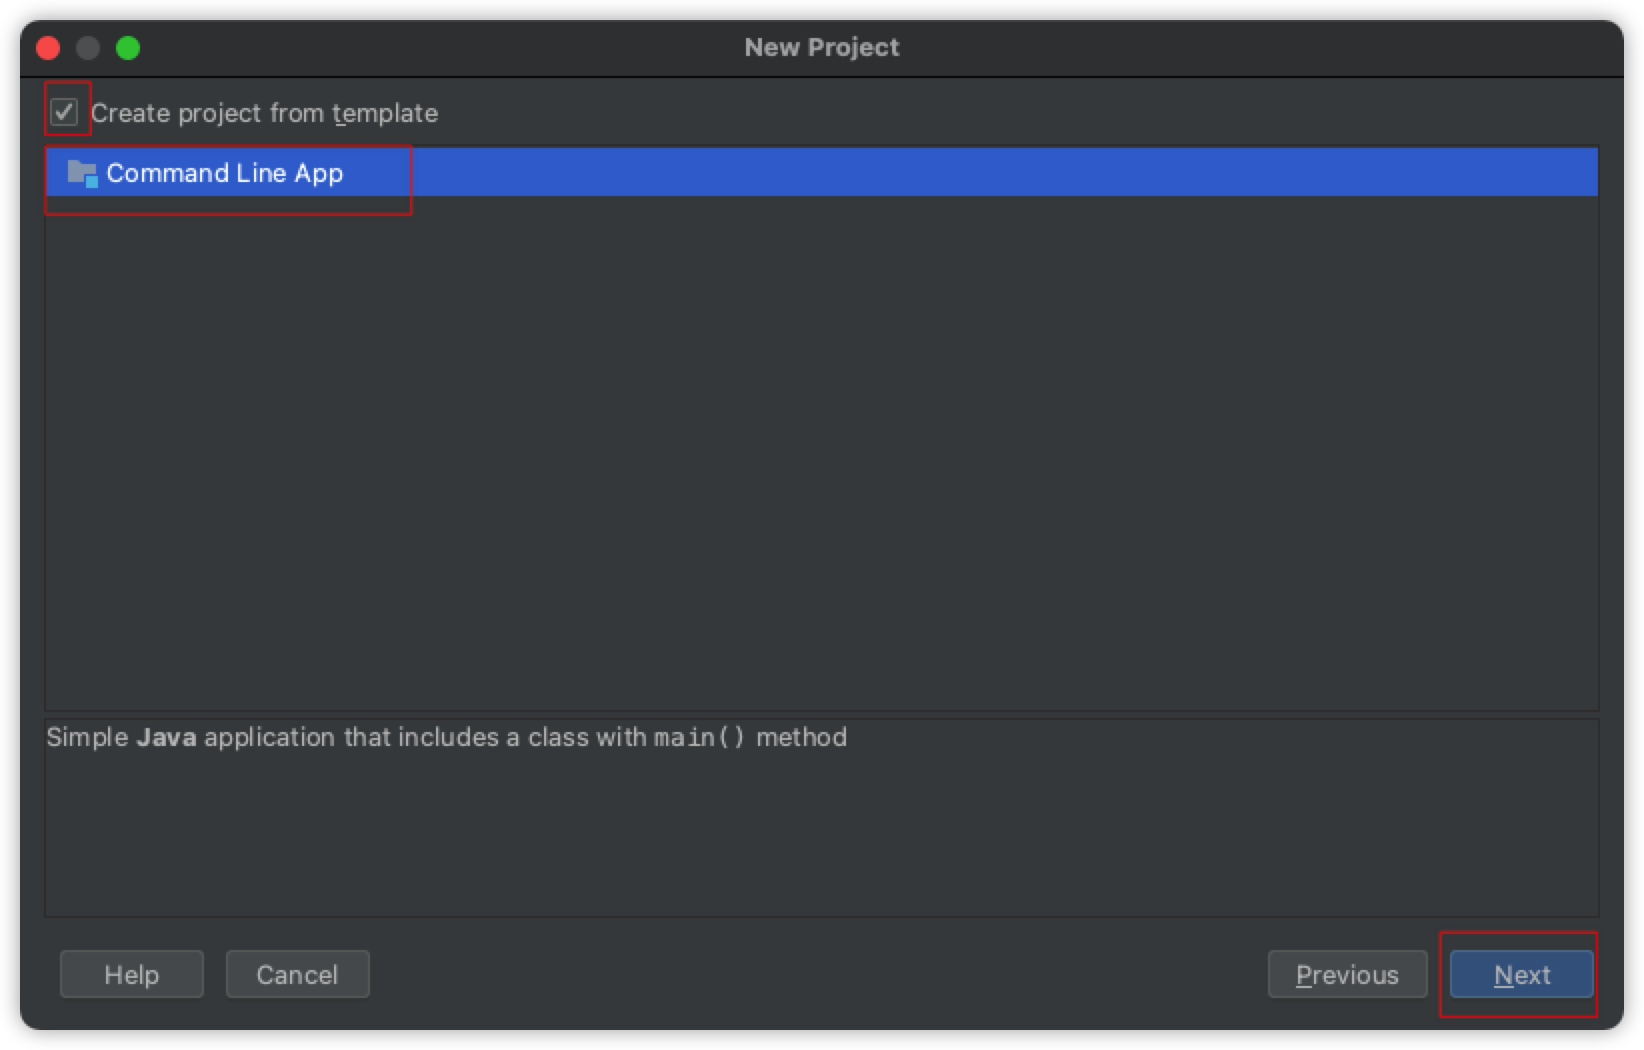 New Project
Create project from template
Command Line App
Simple Java application that includes a class with main() method
Help Cancel Previous Next